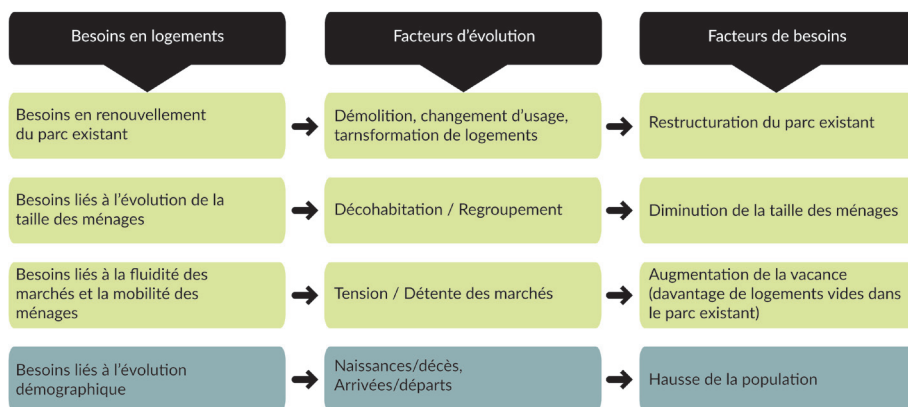 Besoins en logements
Facteurs d'évolution
Facteurs de besoins
Besoins en renouvellement
du parc existant
Démolition, changement d'usage,
tarnsformation de logements
Restructuration du parc existant
Besoins liés à l'évolution de la
taille des ménages
Décohabitation / Regroupement
Diminution de la taille des ménages
Besoins liés à la fluidité des
marchés et la mobilité des
ménages
Tension / Détente des marchés
Augmentation de la vacance
(davantage de logements vides dans
le parc existant)
Besoins liés à l'évolution
démographique
Naissances/décès,
Arrivées/départs
Hausse de la population